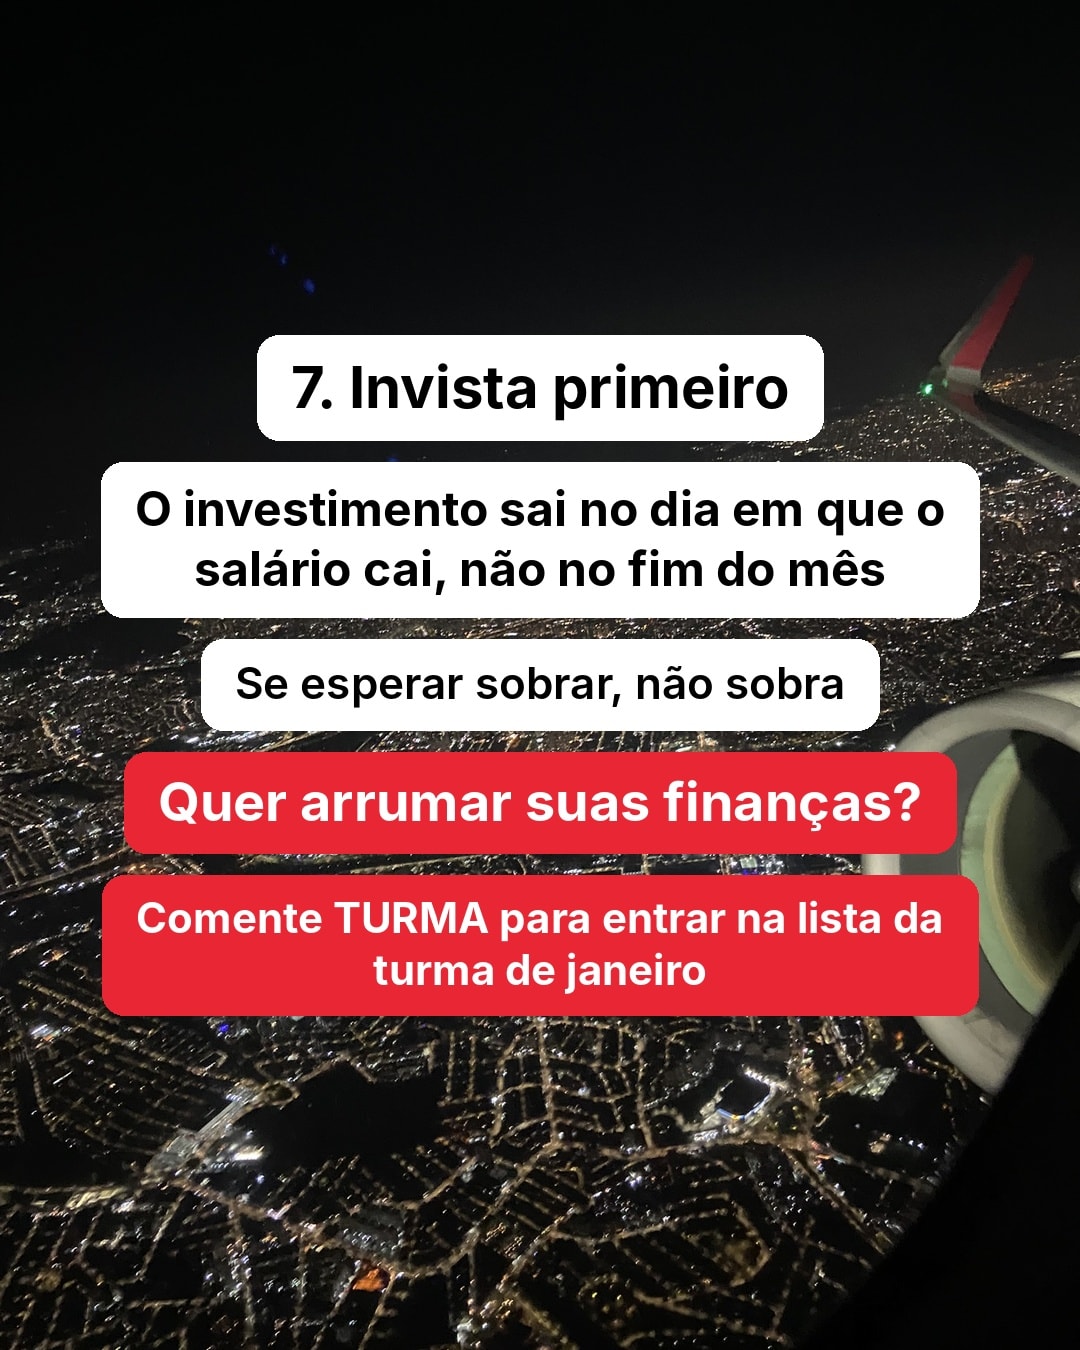 7. Invista primeiro
O investimento sai no dia em que o
salário cai, não no fim do mês
Se esperar sobrar, não sobra
Quer arrumar suas finanças?
Comente TURMA para entrar na lista da
turma de janeiro